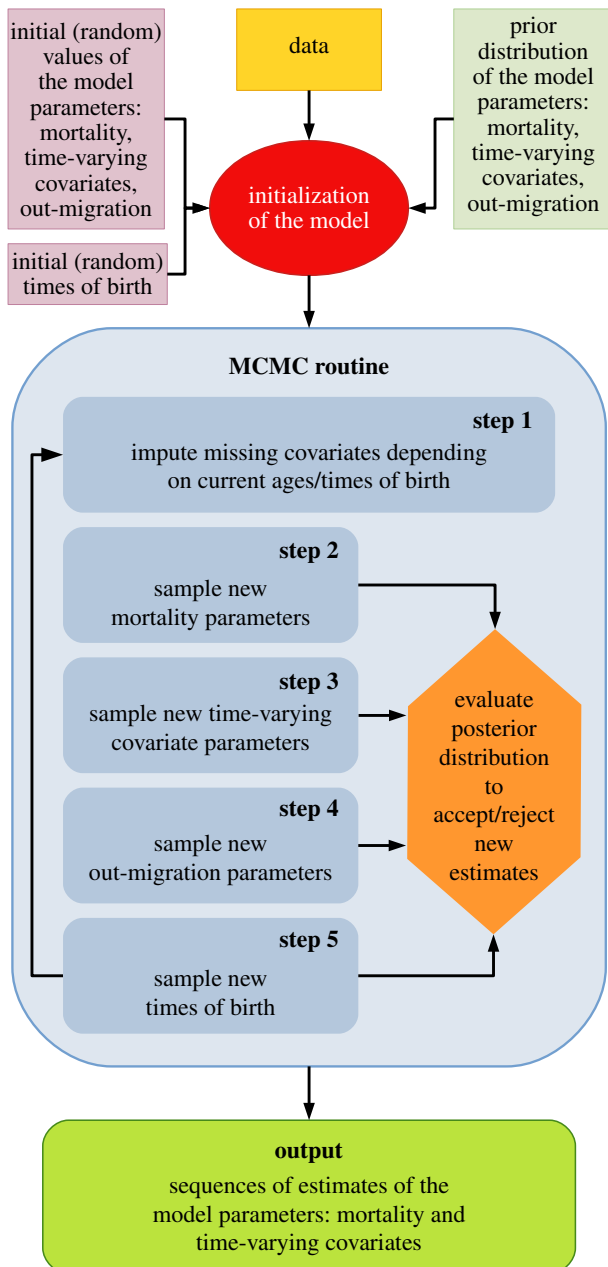 initial (random)
values of
the model
parameters:
mortality,
time-varying
covariates,
out-migration
initial (random)
times of birth
data
prior
distribution
of the model
parameters:
mortality,
time-varying
covariates,
out-migration
initialization
of the model
MCMC routine
step 1
impute missing covariates depending
on current ages/times of birth
step 2
sample new
mortality parameters
step 3
sample new time-varying
covariate parameters
step 4
sample new
out-migration parameters
step 5
sample new
times of birth
evaluate
posterior
distribution
to
accept/reject
new
estimates
output
sequences of estimates of the
model parameters: mortality and
time-varying covariates